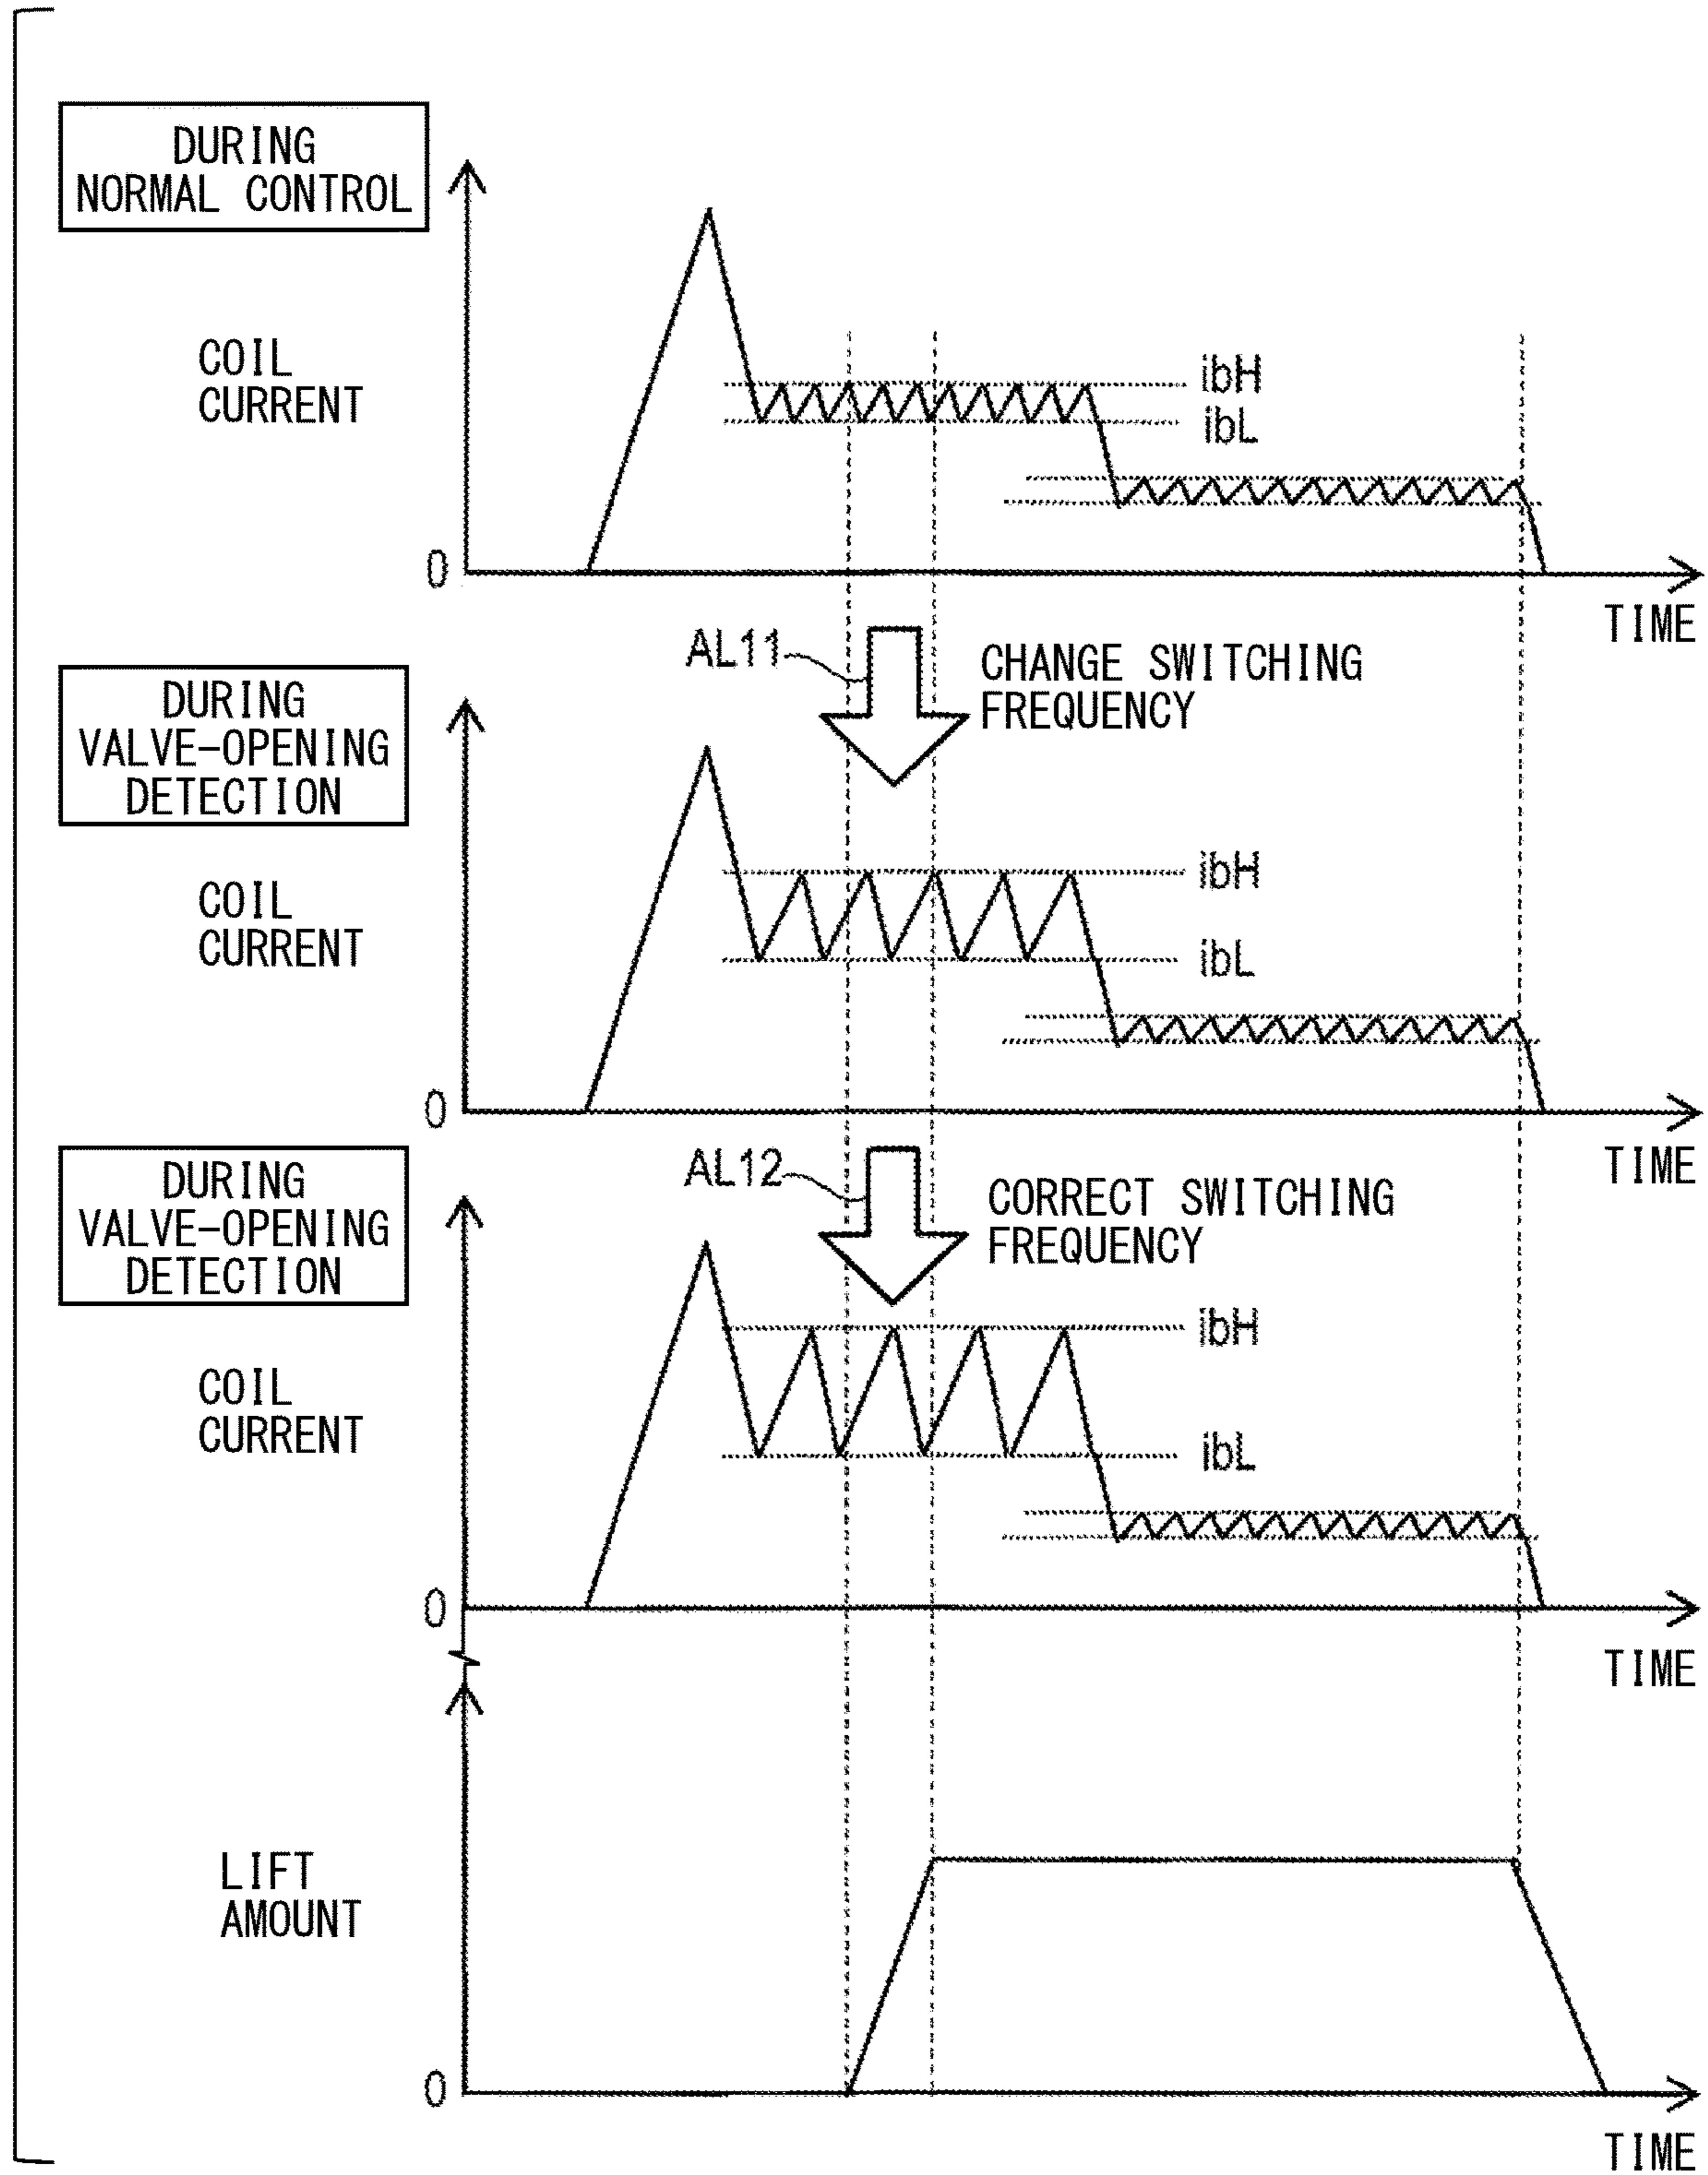 DURING
NORMAL CONTROL
COIL
CURRENT
ibH
ibL
0
TIME
AL11
CHANGE SWITCHING
FREQUENCY
DURING
VALVE-OPENING
DETECTION
COIL
CURRENT
ibH
ibL
0
TIME
AL12
CORRECT SWITCHING
FREQUENCY
DURING
VALVE-OPENING
DETECTION
COIL
CURRENT
ibH
ibL
0
TIME
LIFT
AMOUNT
0
TIME